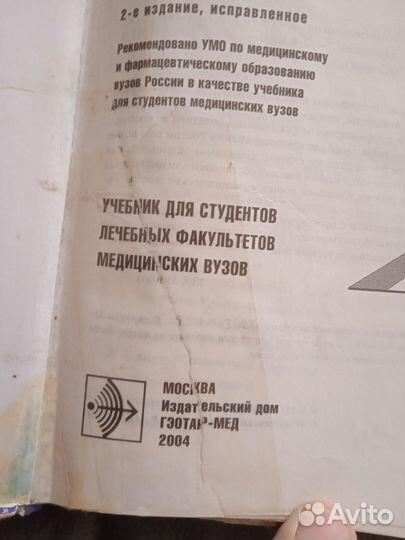 2-е издание, исправленное
Рекомендовано УМО по медицинскому
и фармацевтическому образованию
вузов России в качестве учебника
для студентов медицинских вузов
УЧЕБНИК ДЛЯ СТУДЕНТОВ
ЛЕЧЕБНЫХ ФАКУЛЬТЕТОВ
МЕДИЦИНСКИХ ВУЗОВ
МОСКВА
Издательский дом
ГЭОТАР-МЕД
2004
Avito